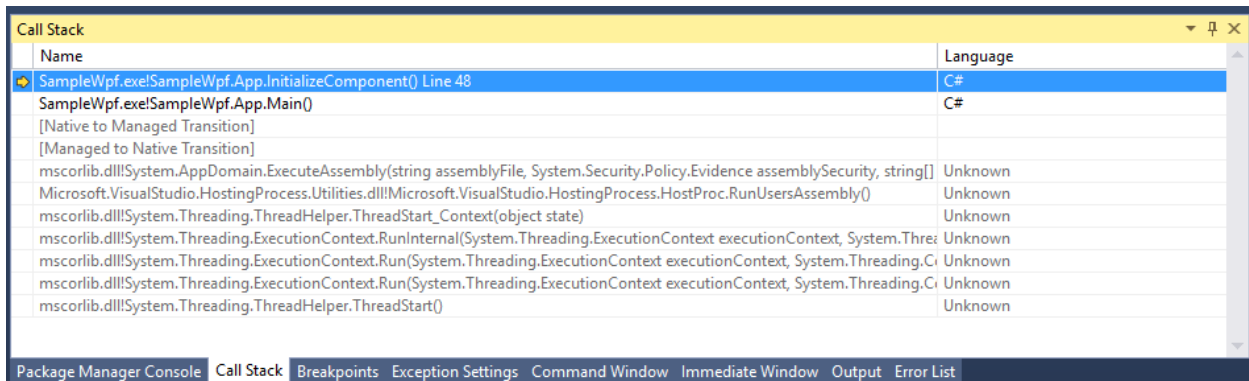 Call Stack
Name Language
SampleWpf.exe!SampleWpf.App.InitializeComponent() Line 48 C#
SampleWpf.exe!SampleWpf.App.Main() C#
[Native to Managed Transition]
[Managed to Native Transition]
mscorlib.dll!System.AppDomain.ExecuteAssembly(string assemblyFile, System.Security.Policy.Evidence assemblySecurity, string[] Unknown
Microsoft.VisualStudio.HostingProcess.Utilities.dll!Microsoft.VisualStudio.HostingProcess.HostProc.RunUsersAssembly() Unknown
mscorlib.dll!System.Threading.ThreadHelper.ThreadStart_Context(object state) Unknown
mscorlib.dll!System.Threading.ExecutionContext.RunInternal(System.Threading.ExecutionContext executionContext, System.Threa Unknown
mscorlib.dll!System.Threading.ExecutionContext.Run(System.Threading.ExecutionContext executionContext, System.Threading.C Unknown
mscorlib.dll!System.Threading.ExecutionContext.Run(System.Threading.ExecutionContext executionContext, System.Threading.C Unknown
mscorlib.dll!System.Threading.ThreadHelper.ThreadStart() Unknown
Package Manager Console Call Stack Breakpoints Exception Settings Command Window Immediate Window Output Error List